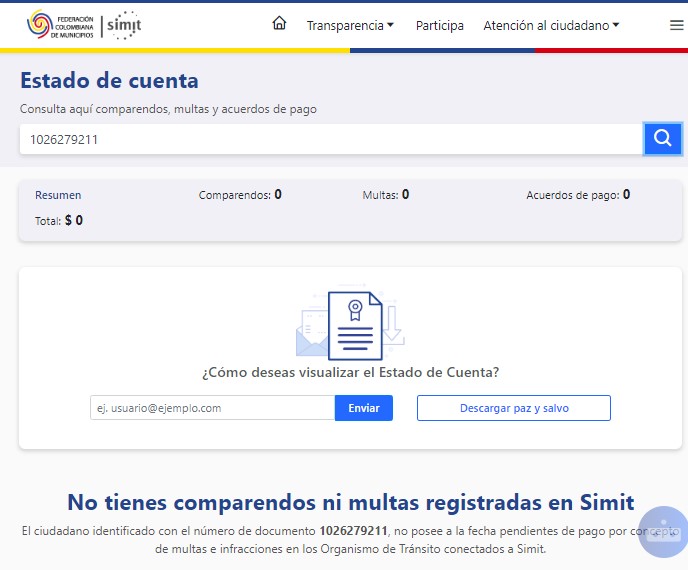 FEDERACIÓN
COLOMBIANA
DE MUNICIPIOS
simit
Transparencia
Participa
Atención al ciudadano
Estado de cuenta
Consulta aquí comparendos, multas y acuerdos de pago
1026279211
Resumen Comparendos: 0 Multas: 0 Acuerdos de pago: 0
Total: $ 0
¿Cómo deseas visualizar el Estado de Cuenta?
ej. usuario@ejemplo.com Enviar Descargar paz y salvo
No tienes comparendos ni multas registradas en Simit
El ciudadano identificado con el número de documento 1026279211, no posee a la fecha pendientes de pago por concepto
de multas e infracciones en los Organismo de Tránsito conectados a Simit.